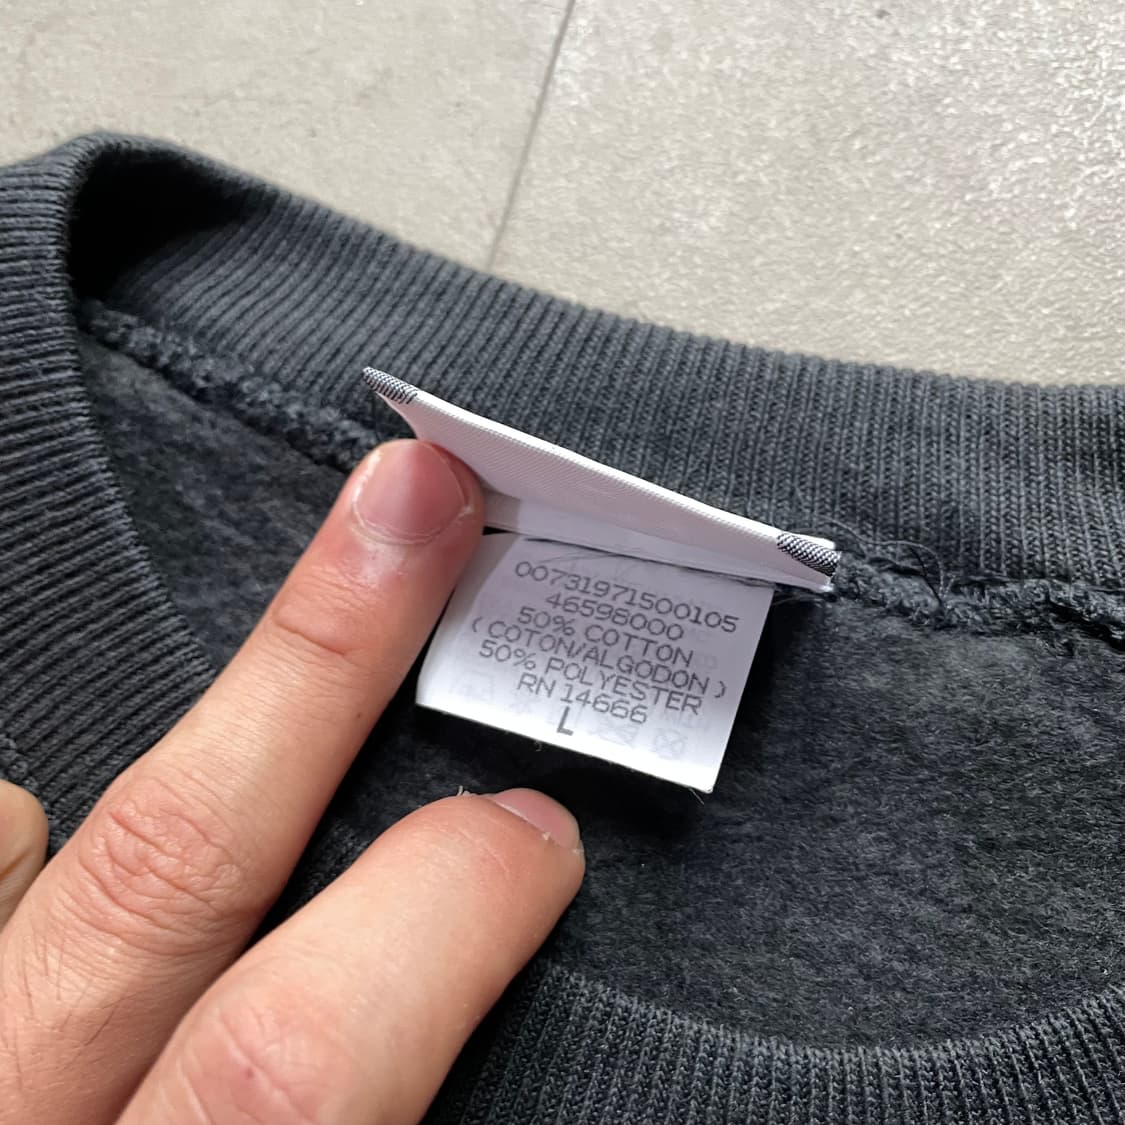 00731971500105
46598000
50% COTTON
(COTON/ALGODON)
50% POLYESTER
RN 14666
L